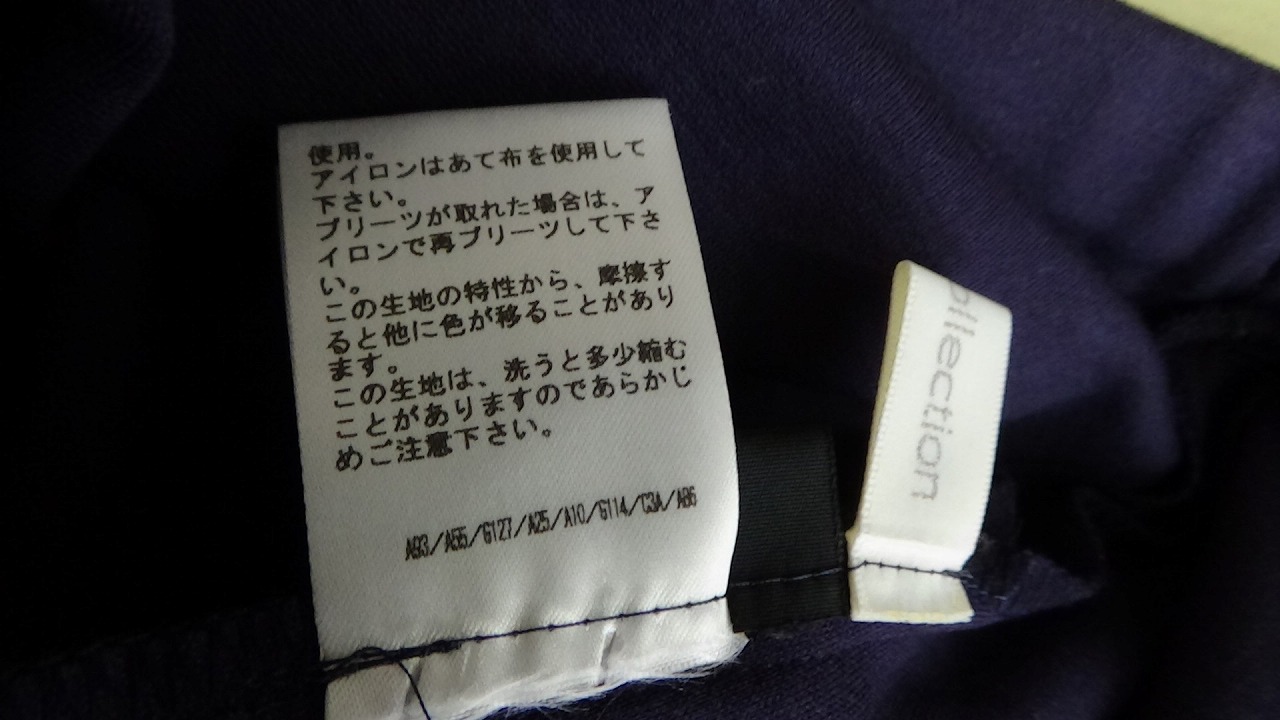 使用。
アイロンはあて布を使用して
下さい。
プリーツが取れた場合は、ア
イロンで再プリーツして下さ
い。
この生地の特性から、摩擦す
ると他に色が移ることがあり
ます。
この生地は、洗うと多少縮む
ことがありますのであらかじ
めご注意下さい。
A93/A65/G127/A25/A10/G114/C3A/A86
ollection